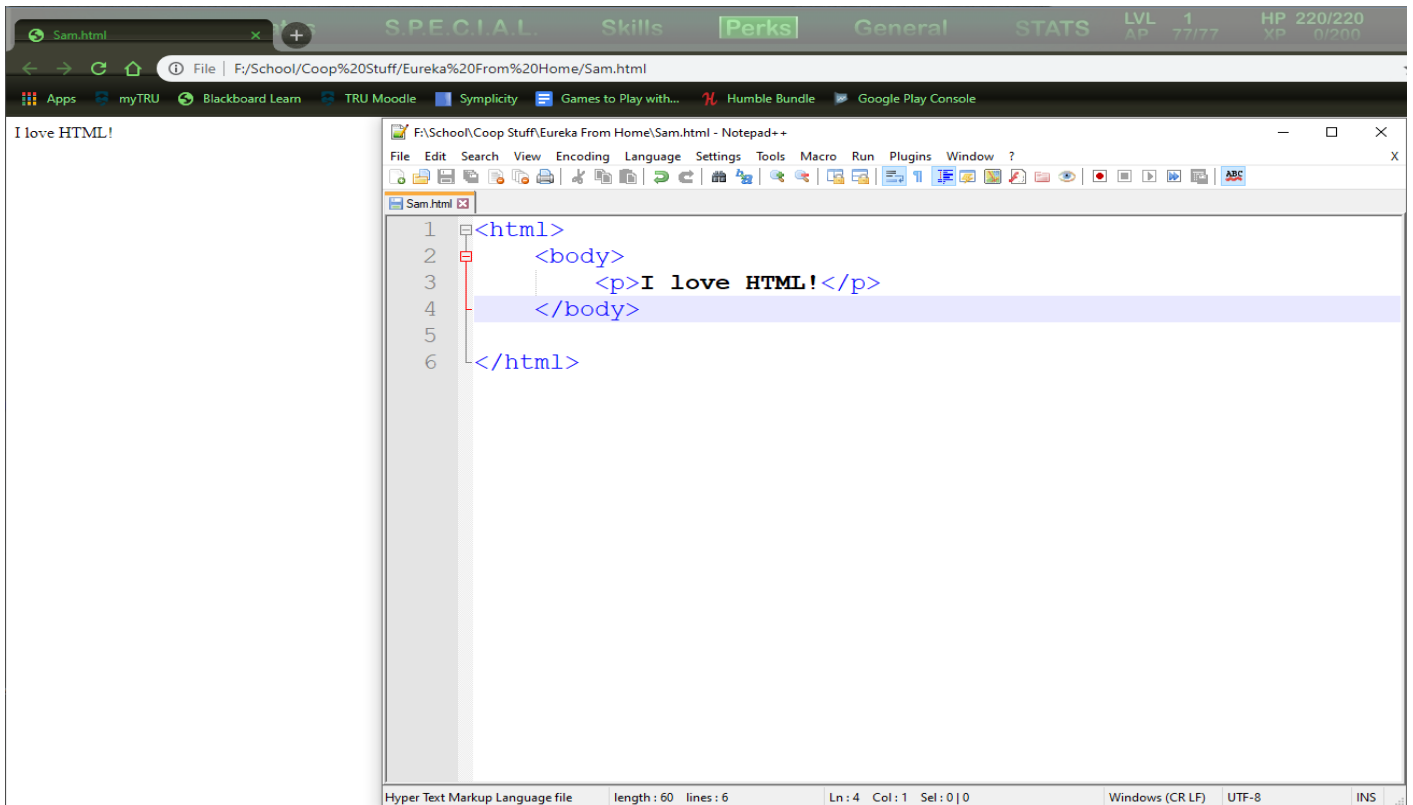 S.P.E.C.I.A.L. Skills Perks General STATS LVL 1 HP 220/220
AP 77/77 XP 0/200
Sam.html
File F:/School/Coop%20Stuff/Eureka%20From%20Home/Sam.html
Apps myTRU Blackboard Learn TRU Moodle Symplicity Games to Play with... Humble Bundle Google Play Console
I love HTML!
F:\School\Coop Stuff\Eureka From Home\Sam.html - Notepad++
File Edit Search View Encoding Language Settings Tools Macro Run Plugins Window ? X
ABC
Sam.html
1 <html>
2 <body>
3 <p>I love HTML!</p>
4 </body>
5
6 </html>
Hyper Text Markup Language file length : 60 lines : 6 Ln : 4 Col : 1 Sel : 0 | 0 Windows (CR LF) UTF-8 INS